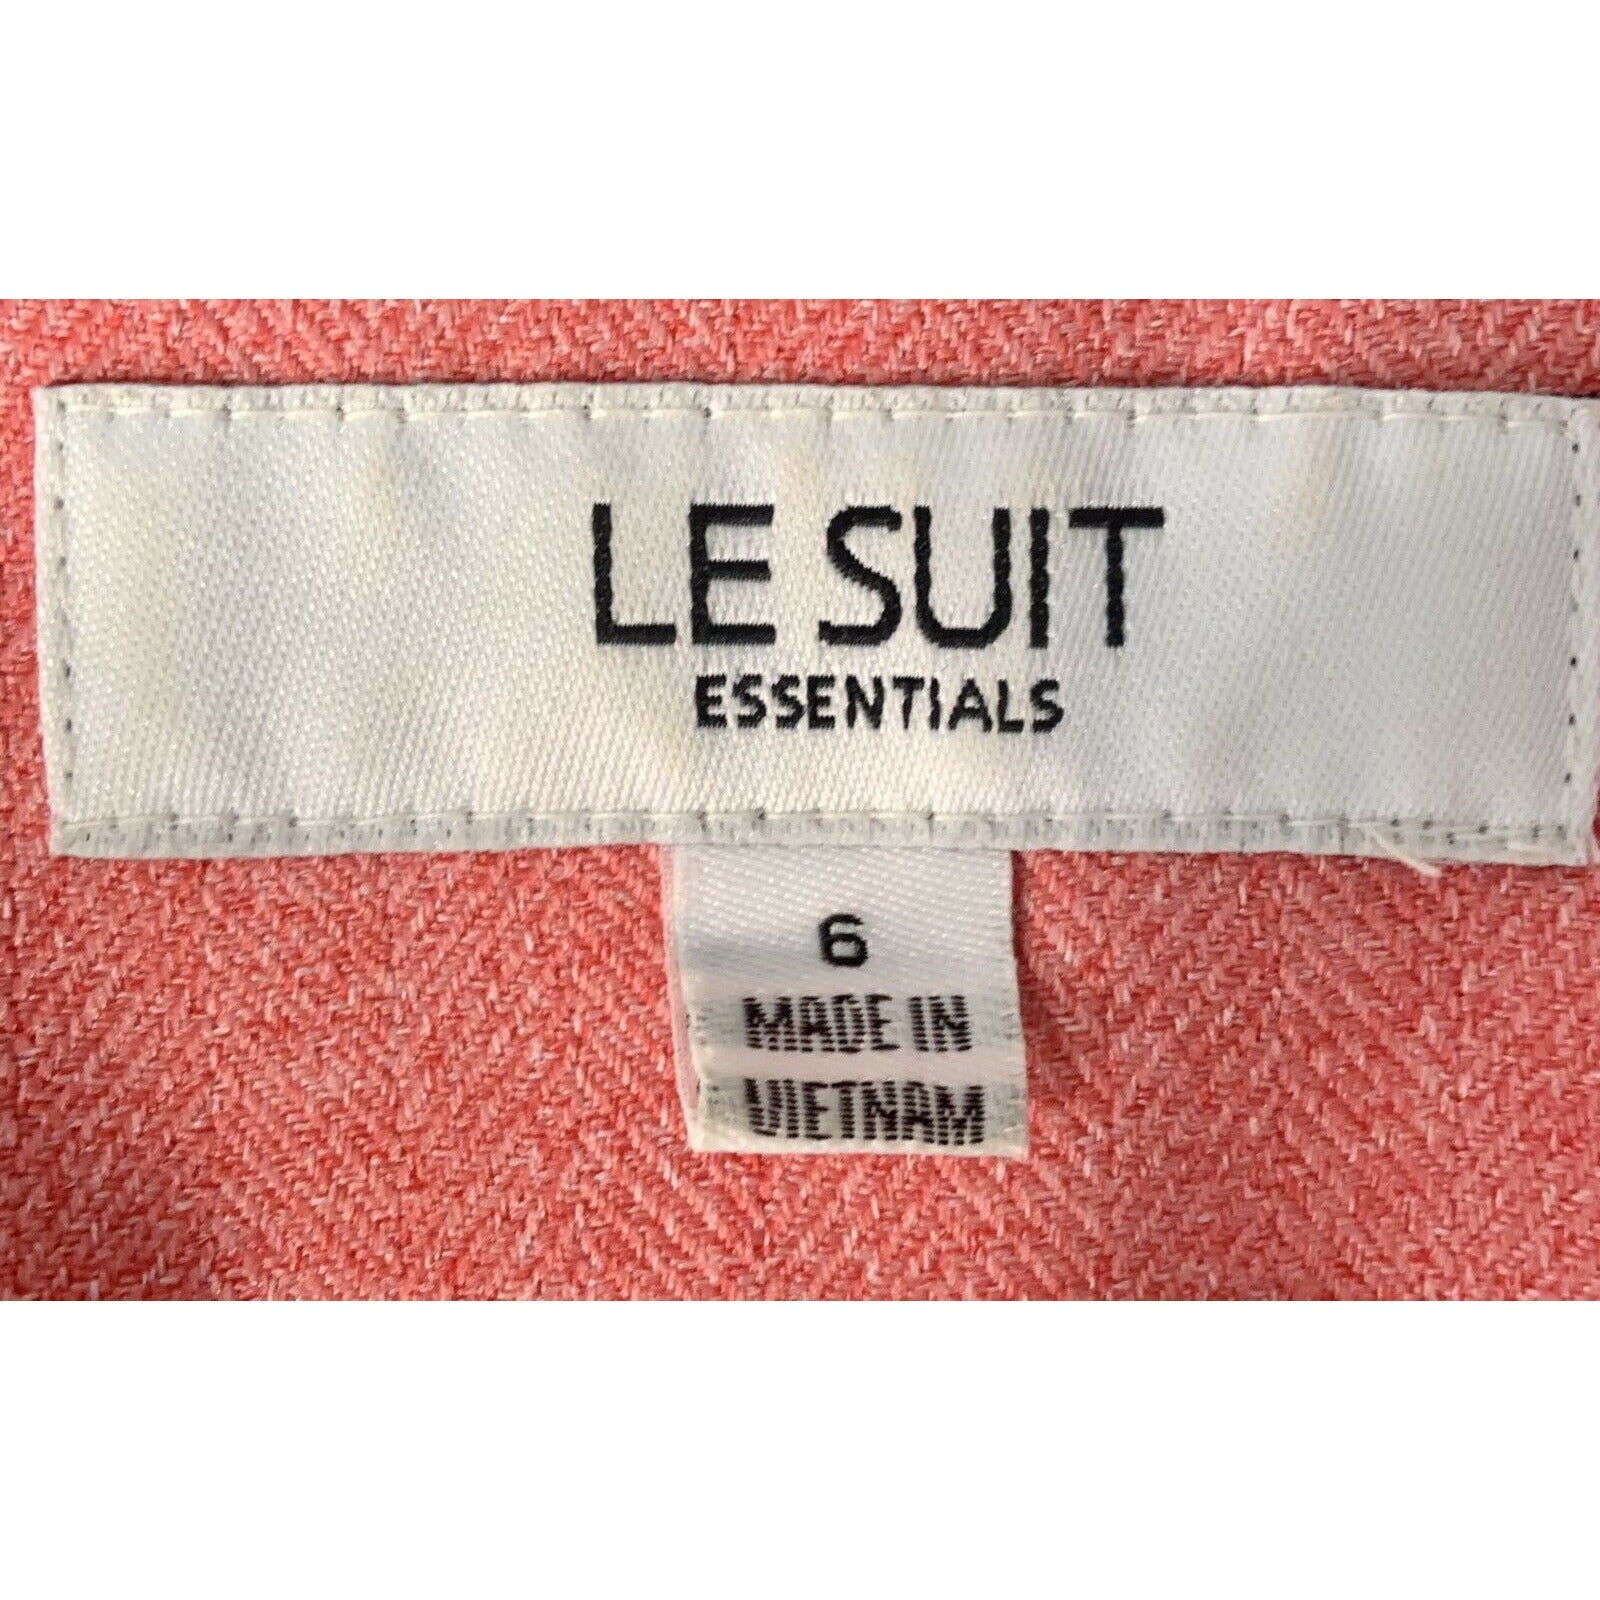 LE SUIT
ESSENTIALS
6
MADE IN
VIETNAM